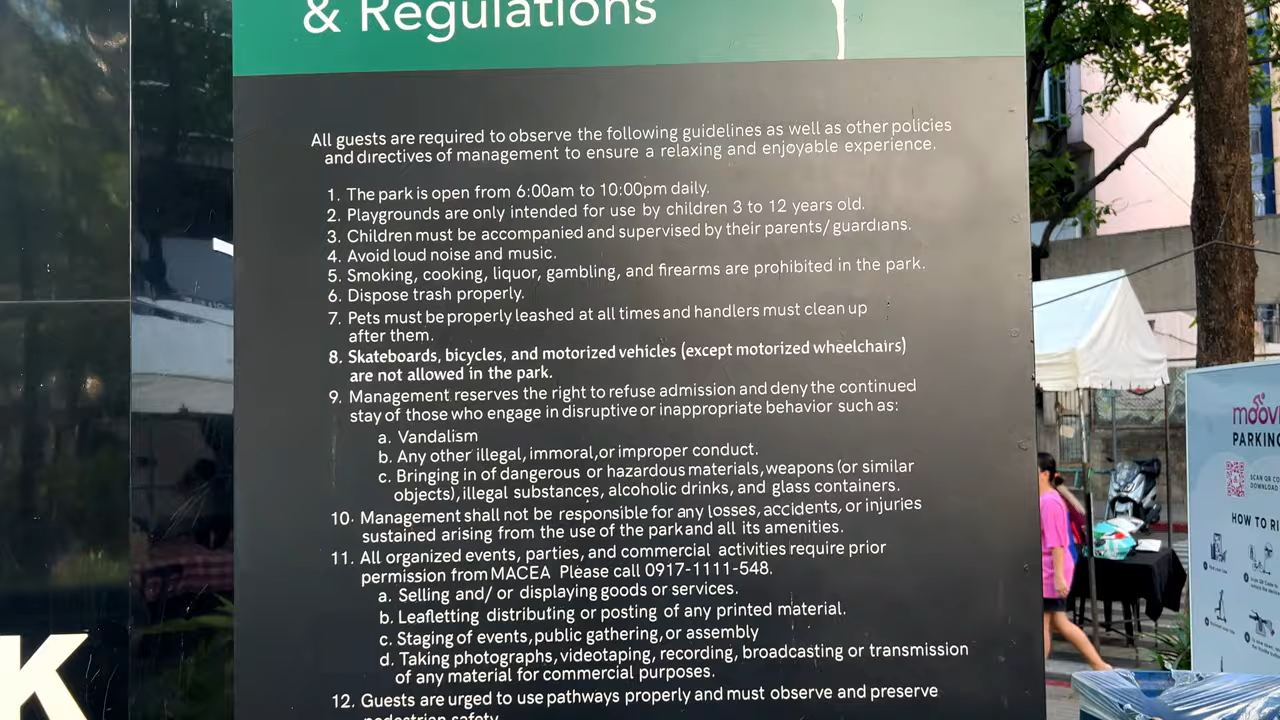 & Regulations
All guests are required to observe the following guidelines as well as other policies
and directives of management to ensure a relaxing and enjoyable experience.
1. The park is open from 6:00am to 10:00pm daily.
2. Playgrounds are only intended for use by children 3 to 12 years old.
3. Children must be accompanied and supervised by their parents/ guardians.
4. Avoid loud noise and music.
5. Smoking, cooking, liquor, gambling, and firearms are prohibited in the park.
6. Dispose trash properly.
7. Pets must be properly leashed at all times and handlers must clean up
after them.
8. Skateboards, bicycles, and motorized vehicles (except motorized wheelchairs)
are not allowed in the park.
9. Management reserves the right to refuse admission and deny the continued
stay of those who engage in disruptive or inappropriate behavior such as:
a. Vandalism
b. Any other illegal, immoral, or improper conduct.
c. Bringing in of dangerous or hazardous materials, weapons (or similar
objects), illegal substances, alcoholic drinks, and glass containers.
10. Management shall not be responsible for any losses, accidents, or injuries
sustained arising from the use of the park and all its amenities.
11. All organized events, parties, and commercial activities require prior
permission from MACEA Please call 0917-1111-548.
a. Selling and/ or displaying goods or services.
b. Leafletting distributing or posting of any printed material.
c. Staging of events, public gathering, or assembly
d. Taking photographs, videotaping, recording, broadcasting or transmission
of any material for commercial purposes.
12. Guests are urged to use pathways properly and must observe and preserve
pedestrian safety
K
moov
PARKING
SCAN QR CO
DOWNLOAD
HOW TO RI